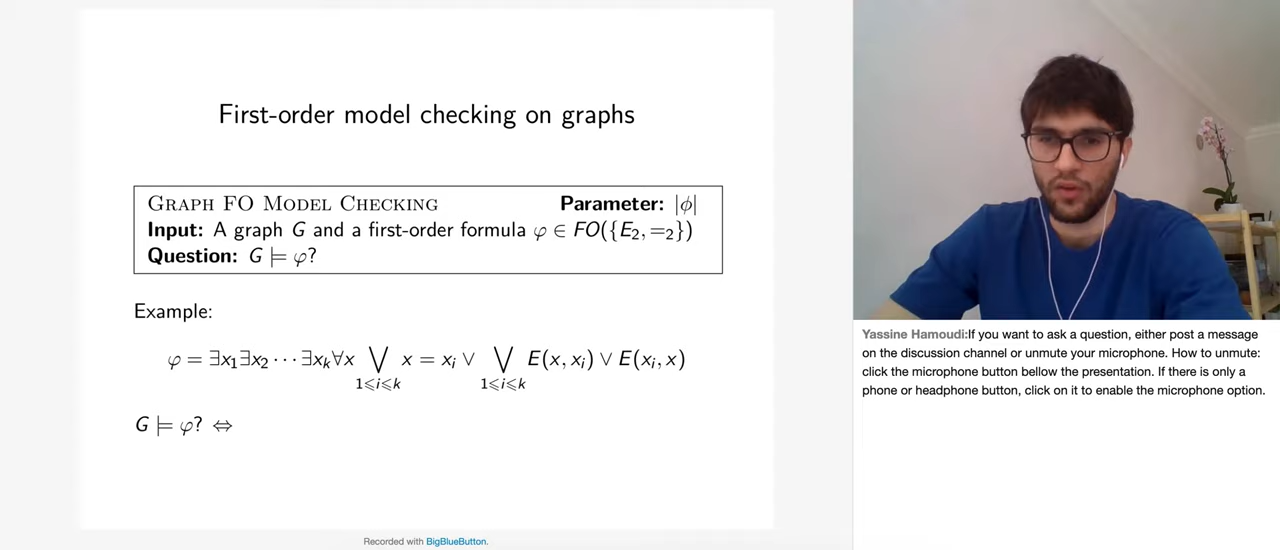 First-order model checking on graphs
GRAPH FO MODEL CHECKING Parameter: |ϕ|
Input: A graph G and a first-order formula φ ∈ FO({E₂, =₂})
Question: G ⊨ φ?
Example:
φ = ∃x₁∃x₂ ⋯ ∃xₖ∀x ⋁ x = xᵢ ∨ ⋁ E(x, xᵢ) ∨ E(xᵢ, x)
1⩽i⩽k 1⩽i⩽k
G ⊨ φ? ⇔
Recorded with BigBlueButton.
Yassine Hamoudi:If you want to ask a question, either post a message
on the discussion channel or unmute your microphone. How to unmute:
click the microphone button bellow the presentation. If there is only a
phone or headphone button, click on it to enable the microphone option.